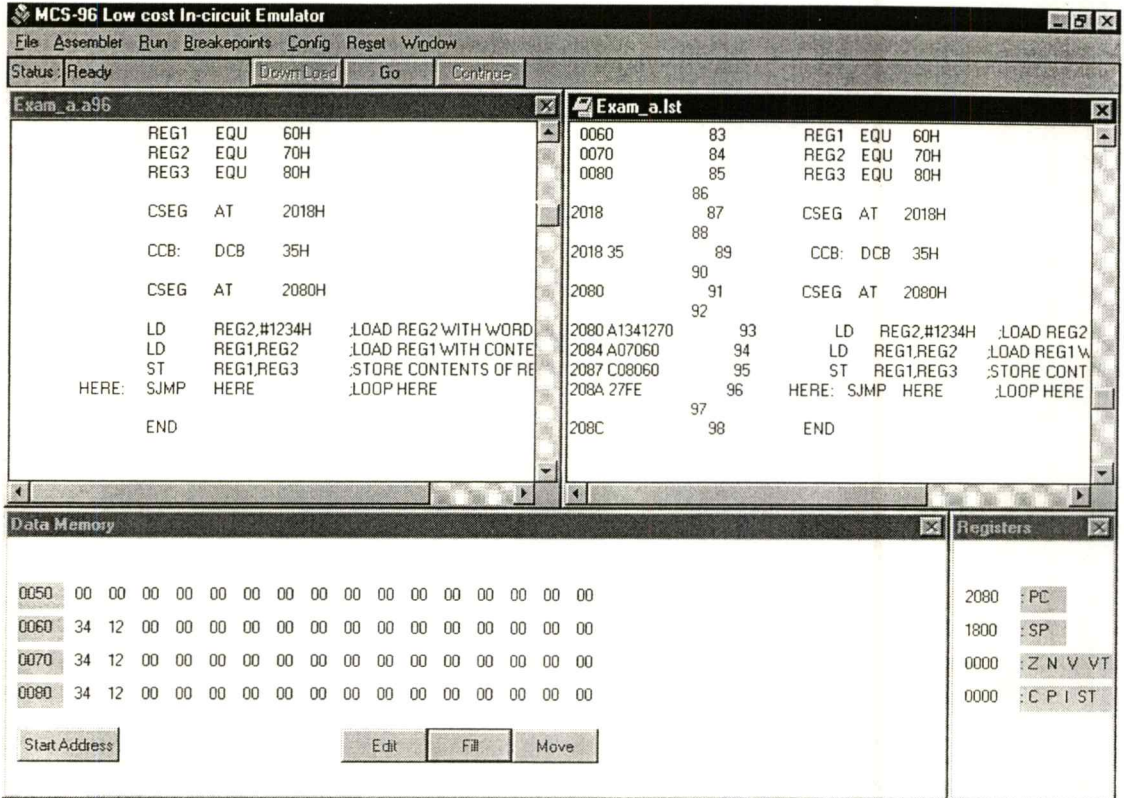 MCS-96 Low cost In-circuit Emulator
File Assembler Run Breakepoints Config Reset Window
Status : Ready Down Load Go Continue
Exam_a.a96
REG1 EQU 60H
REG2 EQU 70H
REG3 EQU 80H
CSEG AT 2018H
CCB: DCB 35H
CSEG AT 2080H
LD REG2,#1234H ;LOAD REG2 WITH WORD
LD REG1,REG2 ;LOAD REG1 WITH CONTE
ST REG1,REG3 ;STORE CONTENTS OF RE
HERE: SJMP HERE ;LOOP HERE
END
Exam_a.lst
0060 83 REG1 EQU 60H
0070 84 REG2 EQU 70H
0080 85 REG3 EQU 80H
86
2018 87 CSEG AT 2018H
88
2018 35 89 CCB: DCB 35H
90
2080 91 CSEG AT 2080H
92
2080 A1341270 93 LD REG2,#1234H ;LOAD REG2
2084 A07060 94 LD REG1,REG2 ;LOAD REG1 W
2087 C08060 95 ST REG1,REG3 ;STORE CONT
208A 27FE 96 HERE: SJMP HERE ;LOOP HERE
97
208C 98 END
Data Memory
0050 00 00 00 00 00 00 00 00 00 00 00 00 00 00 00 00
0060 34 12 00 00 00 00 00 00 00 00 00 00 00 00 00 00
0070 34 12 00 00 00 00 00 00 00 00 00 00 00 00 00 00
0080 34 12 00 00 00 00 00 00 00 00 00 00 00 00 00 00
Start Address Edit Fill Move
Registers
2080 : PC
1800 : SP
0000 : Z N V VT
0000 : C P I ST